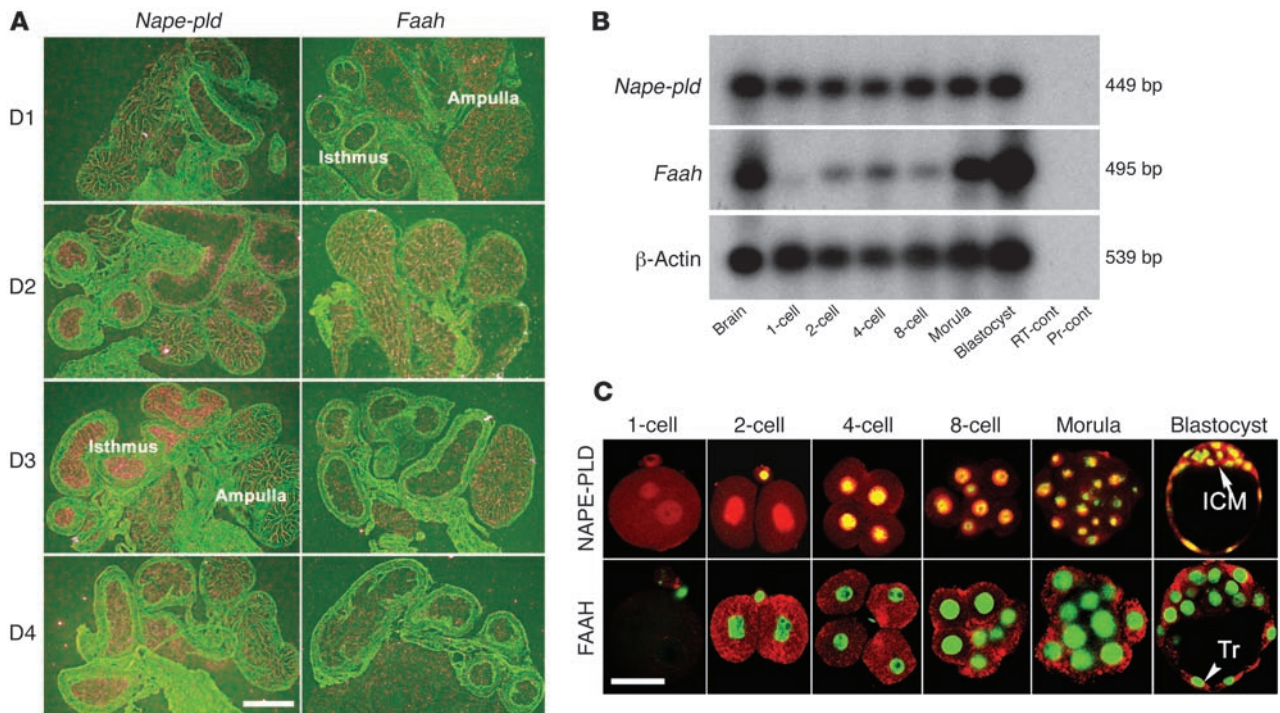 A
Nape-pld Faah
D1
Ampulla
Isthmus
D2
D3
Isthmus
Ampulla
D4
B
Nape-pld 449 bp
Faah 495 bp
β-Actin 539 bp
Brain 1-cell 2-cell 4-cell 8-cell Morula Blastocyst RT-cont Pr-cont
C
1-cell 2-cell 4-cell 8-cell Morula Blastocyst
NAPE-PLD
ICM
FAAH
Tr